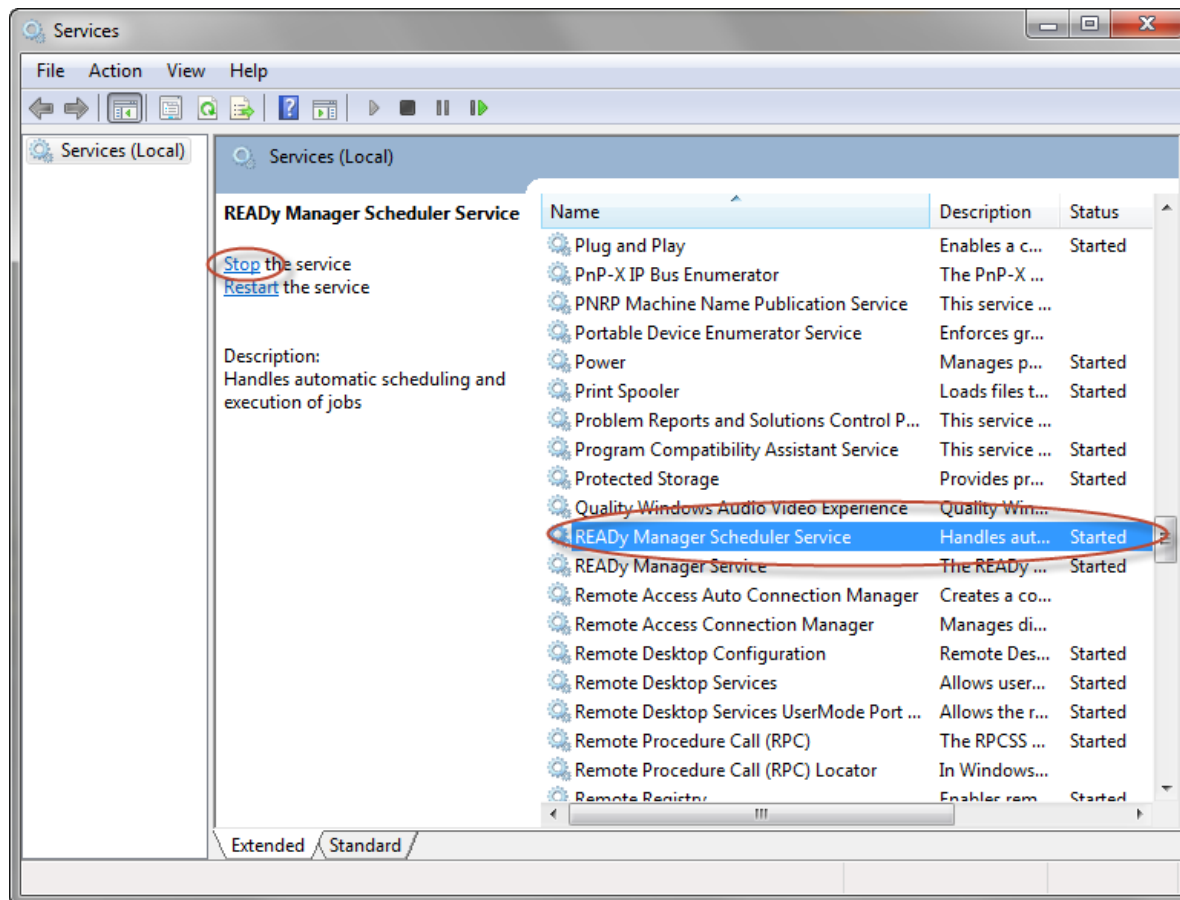 Services
File Action View Help
Services (Local)
Services (Local)
READy Manager Scheduler Service
Stop the service
Restart the service
Description:
Handles automatic scheduling and
execution of jobs
Name Description Status
Plug and Play Enables a c... Started
PnP-X IP Bus Enumerator The PnP-X ...
PNRP Machine Name Publication Service This service ...
Portable Device Enumerator Service Enforces gr...
Power Manages p... Started
Print Spooler Loads files t... Started
Problem Reports and Solutions Control P... This service ...
Program Compatibility Assistant Service This service ... Started
Protected Storage Provides pr... Started
Quality Windows Audio Video Experience Quality Win...
READy Manager Scheduler Service Handles aut... Started
READy Manager Service The READy ... Started
Remote Access Auto Connection Manager Creates a co...
Remote Access Connection Manager Manages di...
Remote Desktop Configuration Remote Des... Started
Remote Desktop Services Allows user... Started
Remote Desktop Services UserMode Port ... Allows the r... Started
Remote Procedure Call (RPC) The RPCSS ... Started
Remote Procedure Call (RPC) Locator In Windows...
Remote Registry Enables rem... Started
Extended Standard